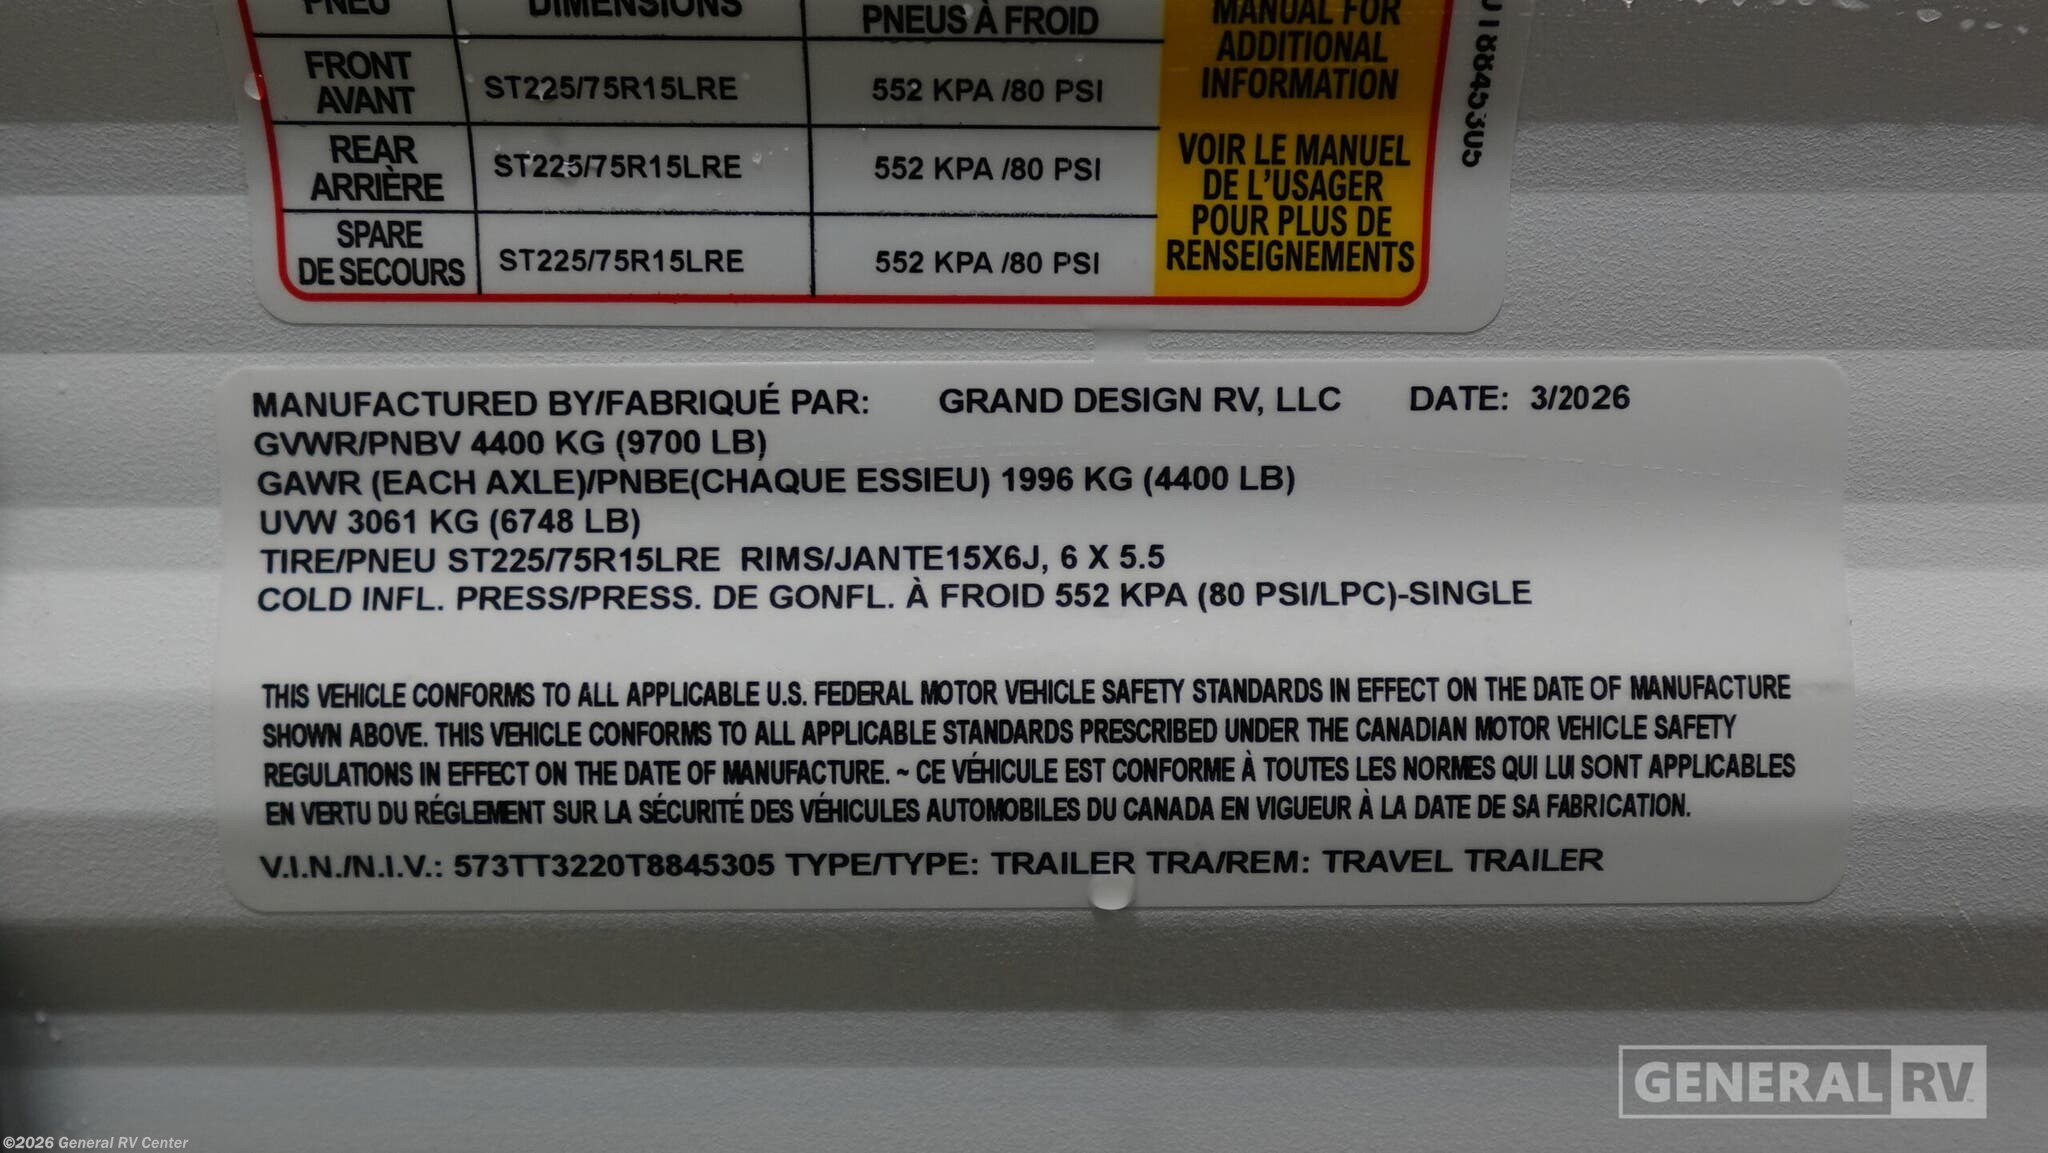 PNEU DIMENSIONS PNEUS À FROID
FRONT
AVANT
ST225/75R15LRE 552 KPA /80 PSI
REAR
ARRIÈRE
ST225/75R15LRE 552 KPA /80 PSI
SPARE
DE SECOURS
ST225/75R15LRE 552 KPA /80 PSI
MANUAL FOR
ADDITIONAL
INFORMATION
VOIR LE MANUEL
DE L'USAGER
POUR PLUS DE
RENSEIGNEMENTS
MANUFACTURED BY/FABRIQUÉ PAR: GRAND DESIGN RV, LLC DATE: 3/2026
GVWR/PNBV 4400 KG (9700 LB)
GAWR (EACH AXLE)/PNBE(CHAQUE ESSIEU) 1996 KG (4400 LB)
UVW 3061 KG (6748 LB)
TIRE/PNEU ST225/75R15LRE RIMS/JANTE15X6J, 6 X 5.5
COLD INFL. PRESS/PRESS. DE GONFL. À FROID 552 KPA (80 PSI/LPC)-SINGLE
THIS VEHICLE CONFORMS TO ALL APPLICABLE U.S. FEDERAL MOTOR VEHICLE SAFETY STANDARDS IN EFFECT ON THE DATE OF MANUFACTURE
SHOWN ABOVE. THIS VEHICLE CONFORMS TO ALL APPLICABLE STANDARDS PRESCRIBED UNDER THE CANADIAN MOTOR VEHICLE SAFETY
REGULATIONS IN EFFECT ON THE DATE OF MANUFACTURE. ~ CE VÉHICULE EST CONFORME À TOUTES LES NORMES QUI LUI SONT APPLICABLES
EN VERTU DU RÉGLEMENT SUR LA SÉCURITÉ DES VÉHICULES AUTOMOBILES DU CANADA EN VIGUEUR À LA DATE DE SA FABRICATION.
V.I.N./N.I.V.: 573TT3220T8845305 TYPE/TYPE: TRAILER TRA/REM: TRAVEL TRAILER
GENERAL RV
©2026 General RV Center